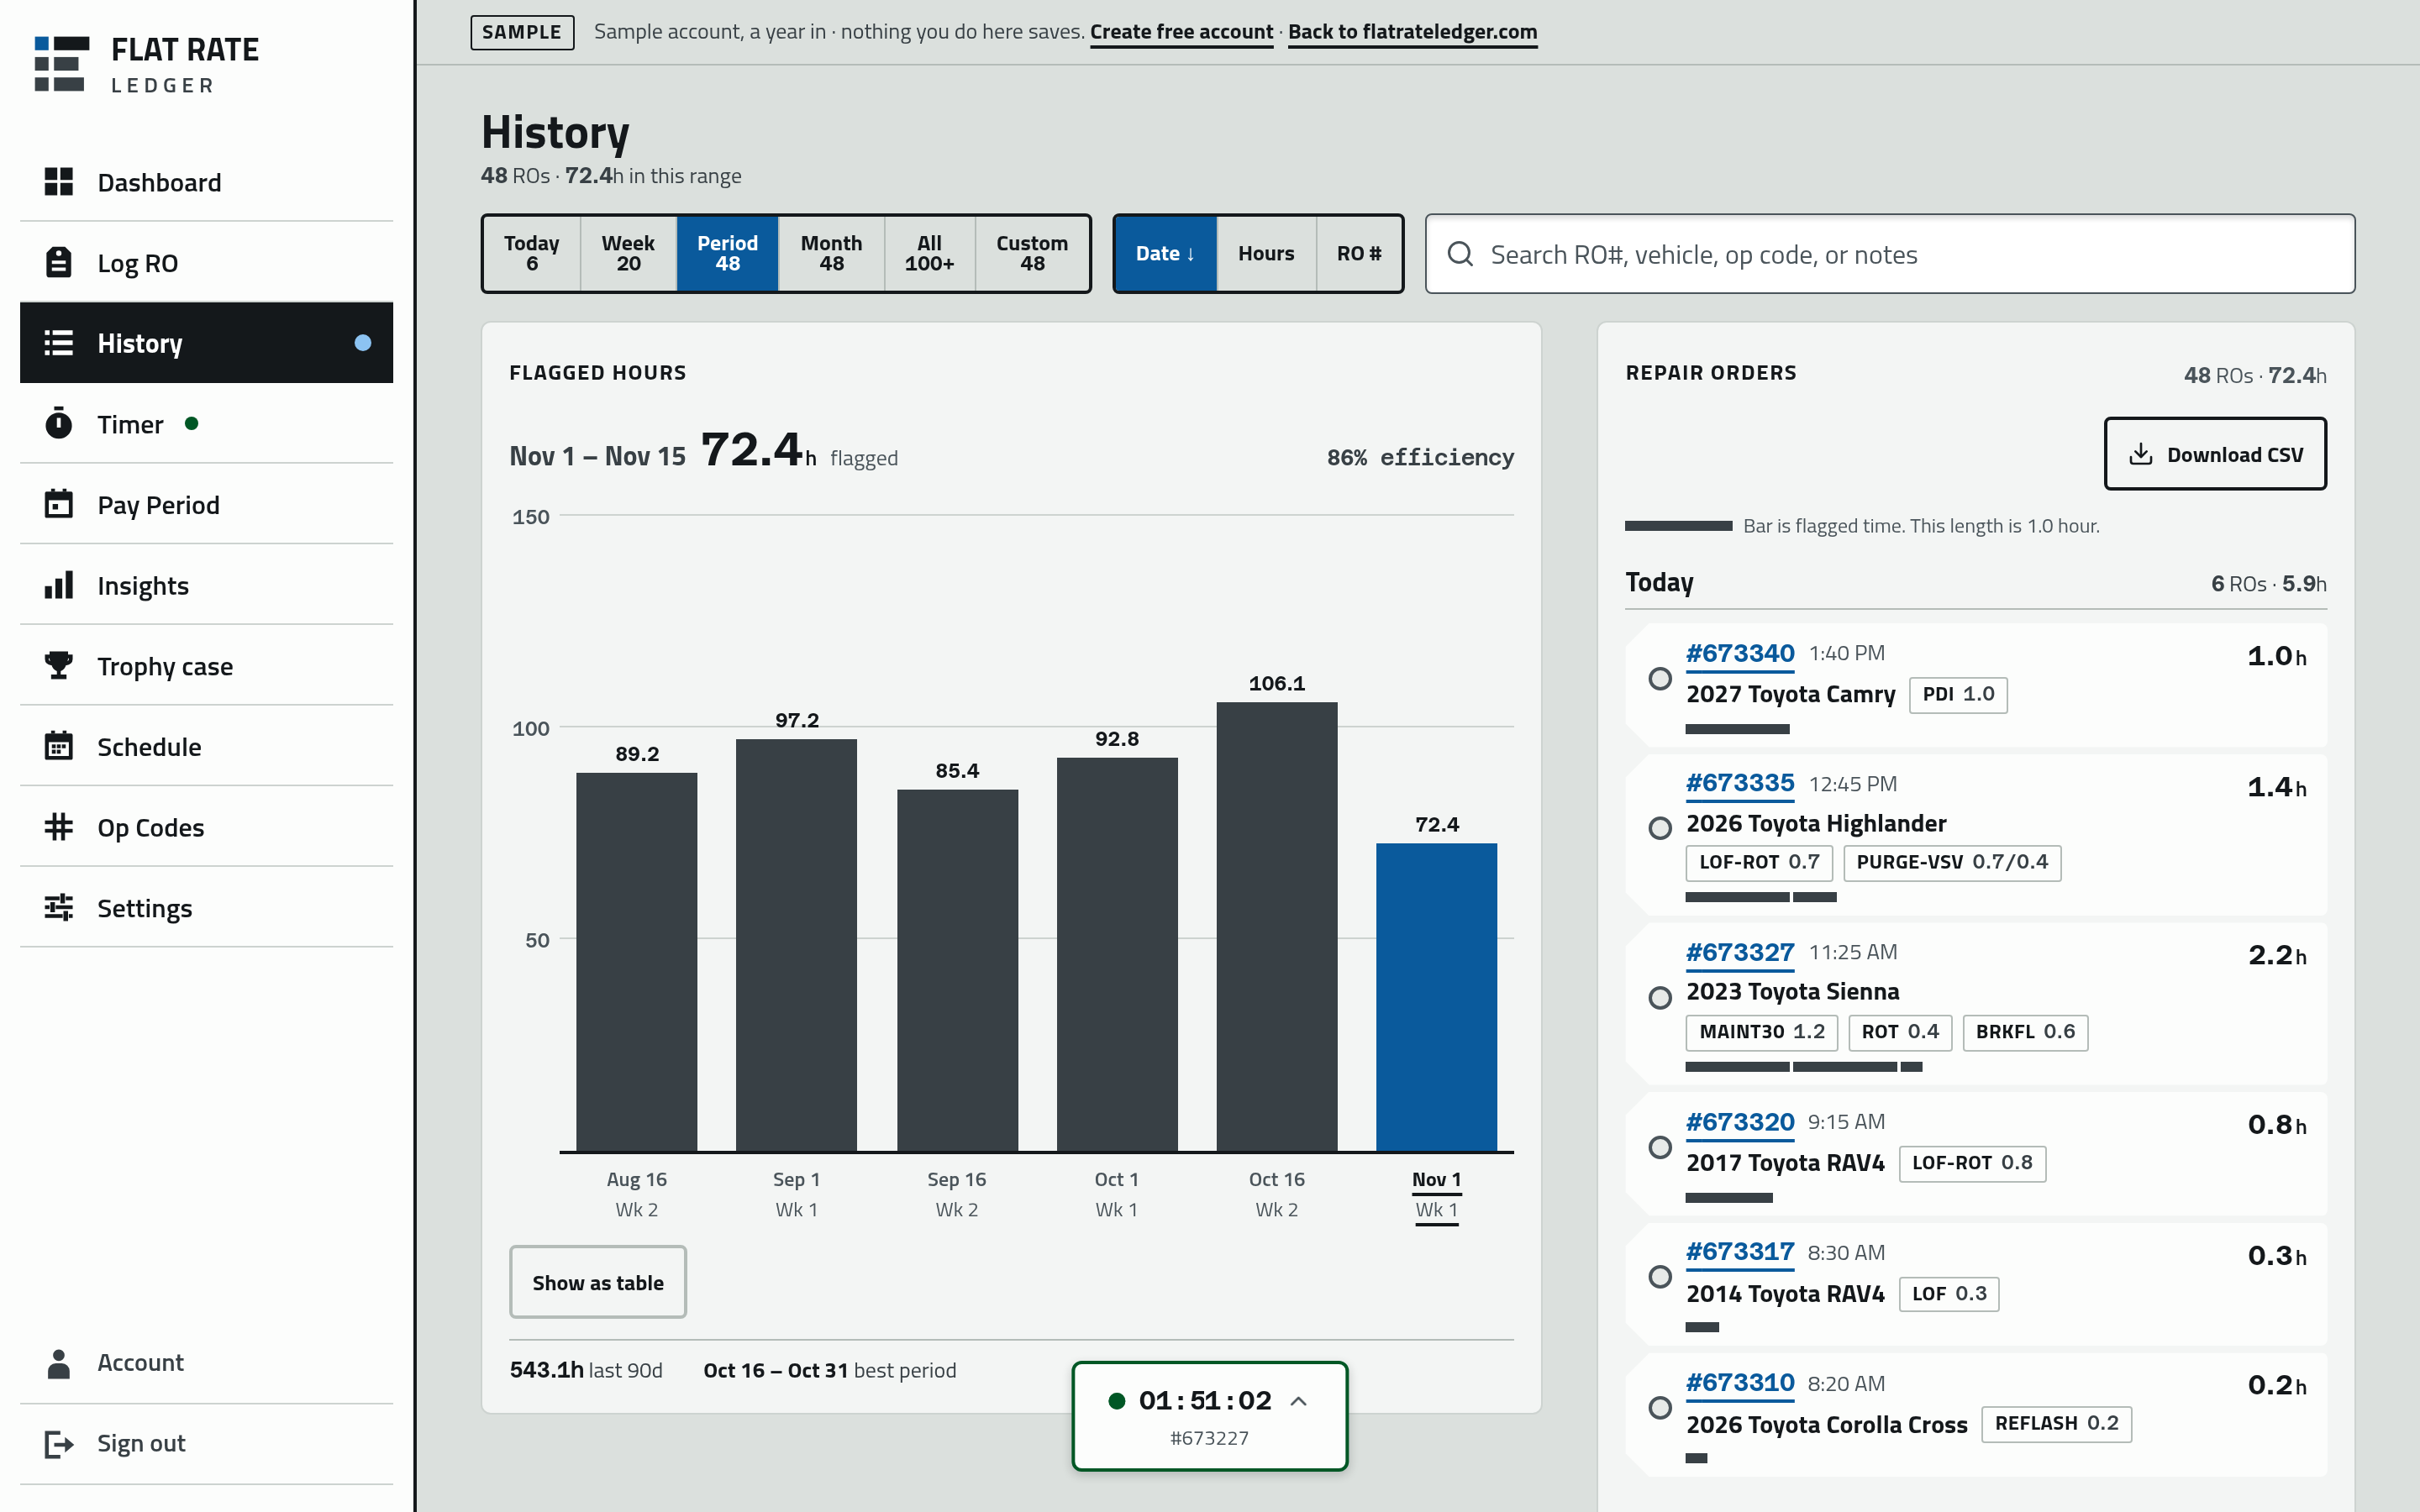 FLAT RATE
LEDGER
Dashboard
Log RO
History
Timer
Pay Period
Insights
Trophy case
Schedule
Op Codes
Settings
Account
Sign out
SAMPLE Sample account, a year in · nothing you do here saves. Create free account · Back to flatrateledger.com
History
48 ROs · 72.4h in this range
Today 6
Week 20
Period 48
Month 48
All 100+
Custom 48
Date ↓
Hours
RO #
Search RO#, vehicle, op code, or notes
FLAGGED HOURS
Nov 1 – Nov 15 72.4h flagged
86% efficiency
150
100
50
89.2
97.2
85.4
92.8
106.1
72.4
Aug 16
Wk 2
Sep 1
Wk 1
Sep 16
Wk 2
Oct 1
Wk 1
Oct 16
Wk 2
Nov 1
Wk 1
Show as table
543.1h last 90d
Oct 16 – Oct 31 best period
01:51:02
#673227
REPAIR ORDERS
48 ROs · 72.4h
Download CSV
Bar is flagged time. This length is 1.0 hour.
Today
6 ROs · 5.9h
#673340 1:40 PM
1.0h
2027 Toyota Camry PDI 1.0
#673335 12:45 PM
1.4h
2026 Toyota Highlander
LOF-ROT 0.7 PURGE-VSV 0.7/0.4
#673327 11:25 AM
2.2h
2023 Toyota Sienna
MAINT30 1.2 ROT 0.4 BRKFL 0.6
#673320 9:15 AM
0.8h
2017 Toyota RAV4 LOF-ROT 0.8
#673317 8:30 AM
0.3h
2014 Toyota RAV4 LOF 0.3
#673310 8:20 AM
0.2h
2026 Toyota Corolla Cross REFLASH 0.2